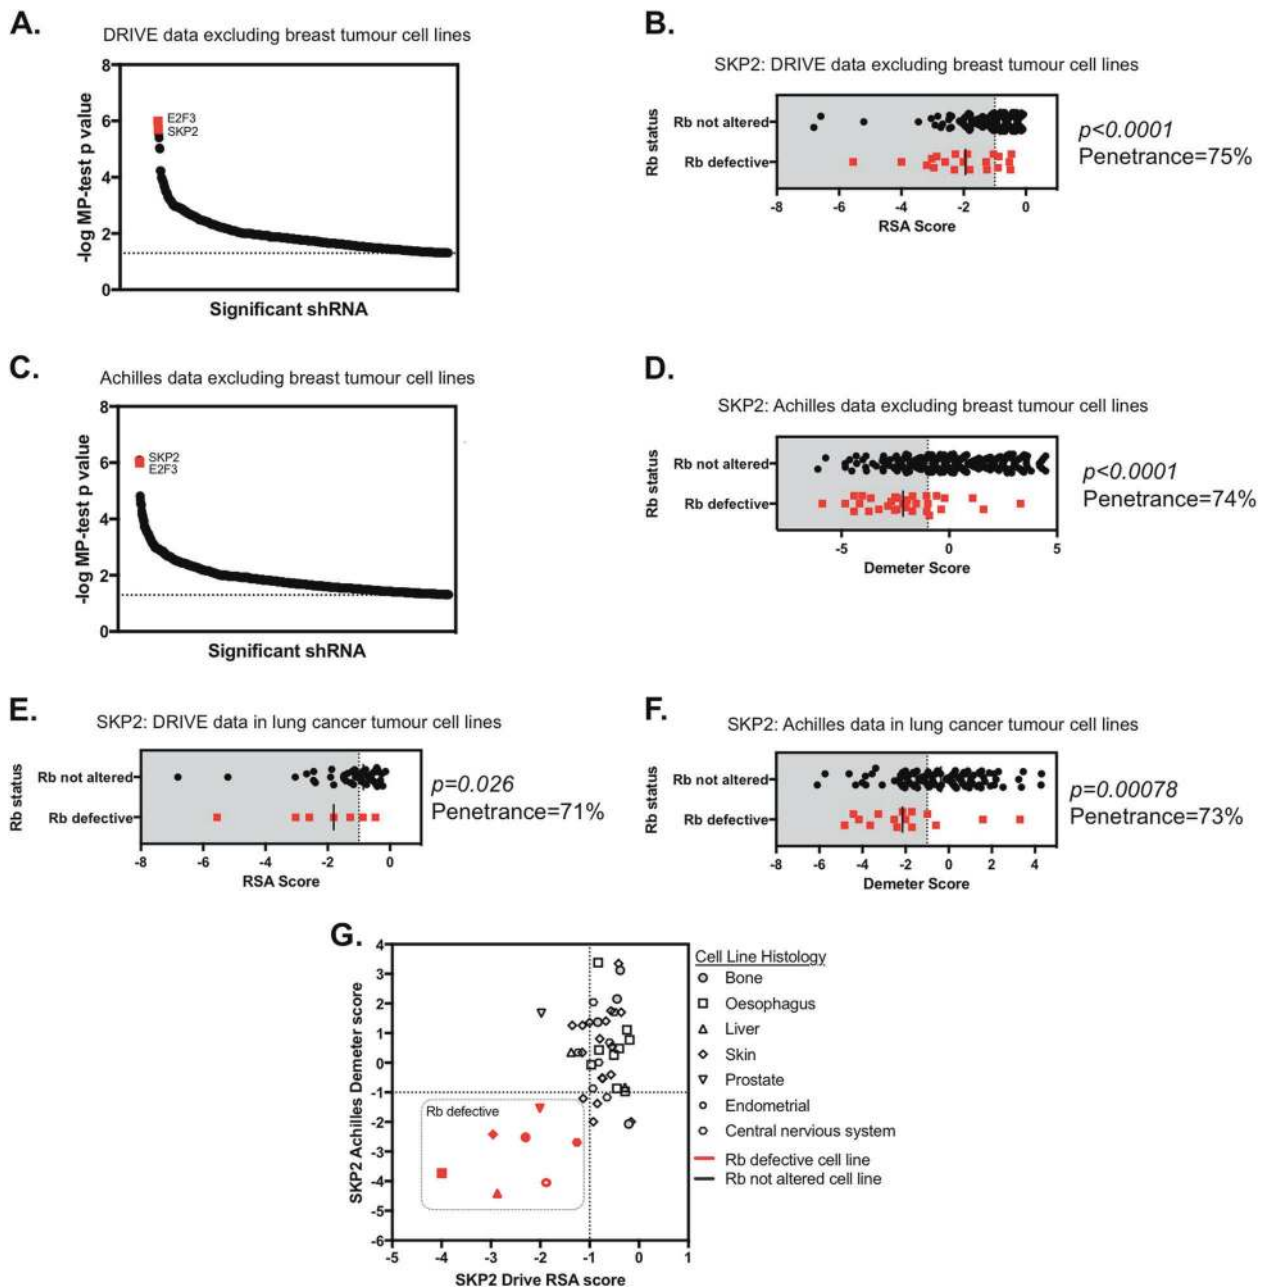 A.
DRIVE data excluding breast tumour cell lines
8
6
4
2
0
-log MP-test p value
E2F3
SKP2
Significant shRNA
B.
SKP2: DRIVE data excluding breast tumour cell lines
Rb status
Rb not altered
Rb defective
-8 -6 -4 -2 0
RSA Score
p<0.0001
Penetrance=75%
C.
Achilles data excluding breast tumour cell lines
8
6
4
2
0
-log MP-test p value
SKP2
E2F3
Significant shRNA
D.
SKP2: Achilles data excluding breast tumour cell lines
Rb status
Rb not altered
Rb defective
-5 0 5
Demeter Score
p<0.0001
Penetrance=74%
E.
SKP2: DRIVE data in lung cancer tumour cell lines
Rb status
Rb not altered
Rb defective
-8 -6 -4 -2 0
RSA Score
p=0.026
Penetrance=71%
F.
SKP2: Achilles data in lung cancer tumour cell lines
Rb status
Rb not altered
Rb defective
-8 -6 -4 -2 0 2 4
Demeter Score
p=0.00078
Penetrance=73%
G.
SKP2 Achilles Demeter score
4
3
2
1
0
-1
-2
-3
-4
-5
-6
Rb defective
-5 -4 -3 -2 -1 0 1
SKP2 Drive RSA score
Cell Line Histology
Bone
Oesophagus
Liver
Skin
Prostate
Endometrial
Central nervious system
Rb defective cell line
Rb not altered cell line